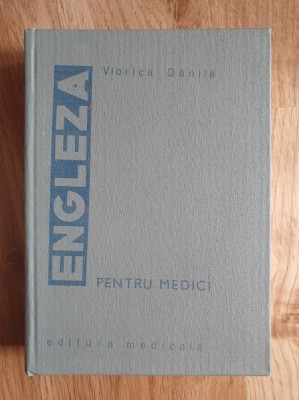 Viorica Dănilă
ENGLEZA
PENTRU MEDICI
editura medicală